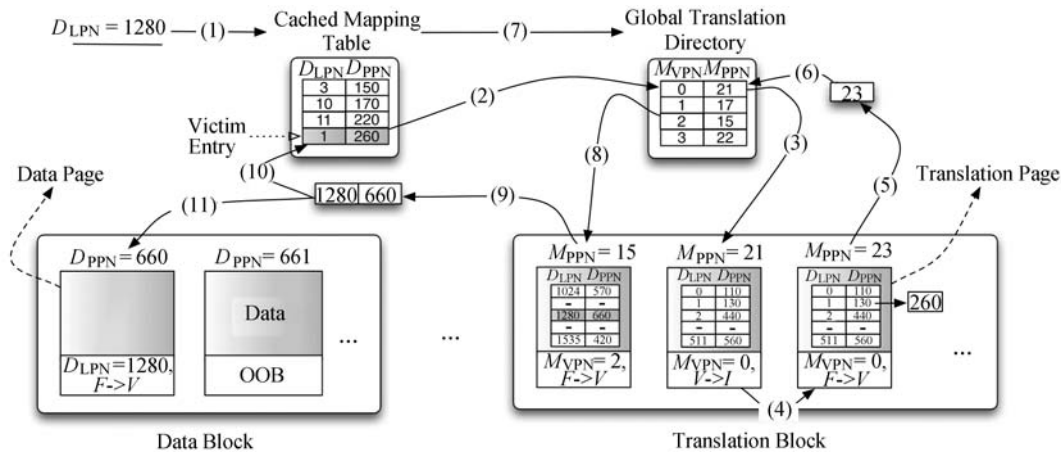 D_LPN = 1280
(1)
Cached Mapping Table
(7)
Global Translation Directory
D_LPN D_PPN
3 150
10 170
11 220
1 260
Victim Entry
(2)
M_VPN M_PPN
0 21
1 17
2 15
3 22
(6)
23
(10)
(8)
(3)
(5)
Data Page
Translation Page
(11)
1280 660
(9)
D_PPN = 660
D_PPN = 661
Data
D_LPN = 1280,
F->V
OOB
...
...
M_PPN = 15
D_LPN D_PPN
1024 570
- -
1280 660
- -
1535 420
M_VPN = 2,
F->V
M_PPN = 21
D_LPN D_PPN
0 110
1 130
2 440
- -
511 560
M_VPN = 0,
V->I
M_PPN = 23
D_LPN D_PPN
0 110
1 130
2 440
- -
511 560
260
M_VPN = 0,
F->V
(4)
...
Data Block
Translation Block